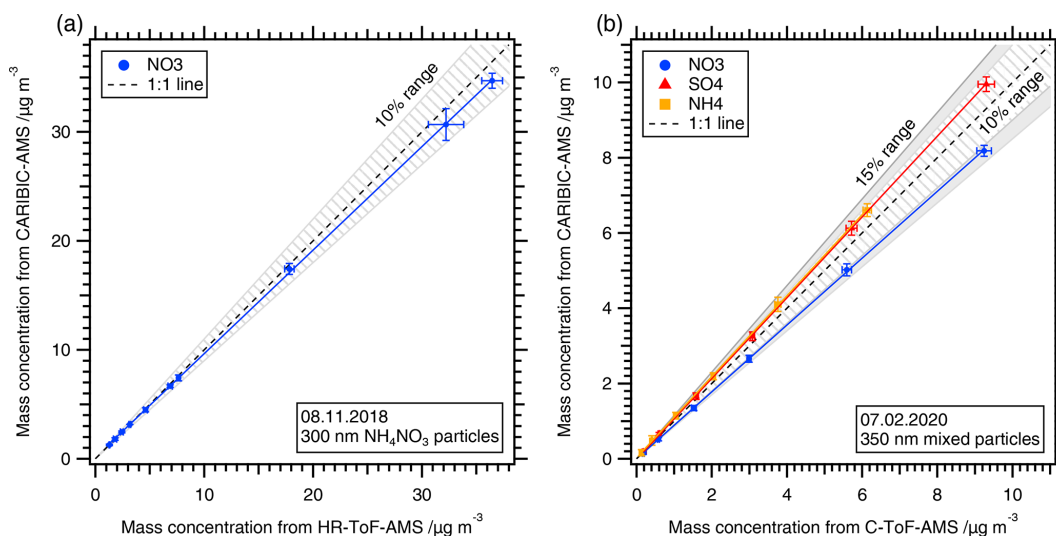 (a)
Mass concentration from CARIBIC-AMS /µg m⁻³
30
20
10
0
NO3
1:1 line
10% range
08.11.2018
300 nm NH₄NO₃ particles
0 10 20 30
Mass concentration from HR-ToF-AMS /µg m⁻³
(b)
Mass concentration from CARIBIC-AMS /µg m⁻³
10
8
6
4
2
0
NO3
SO4
NH4
1:1 line
15% range
10% range
07.02.2020
350 nm mixed particles
0 2 4 6 8 10
Mass concentration from C-ToF-AMS /µg m⁻³